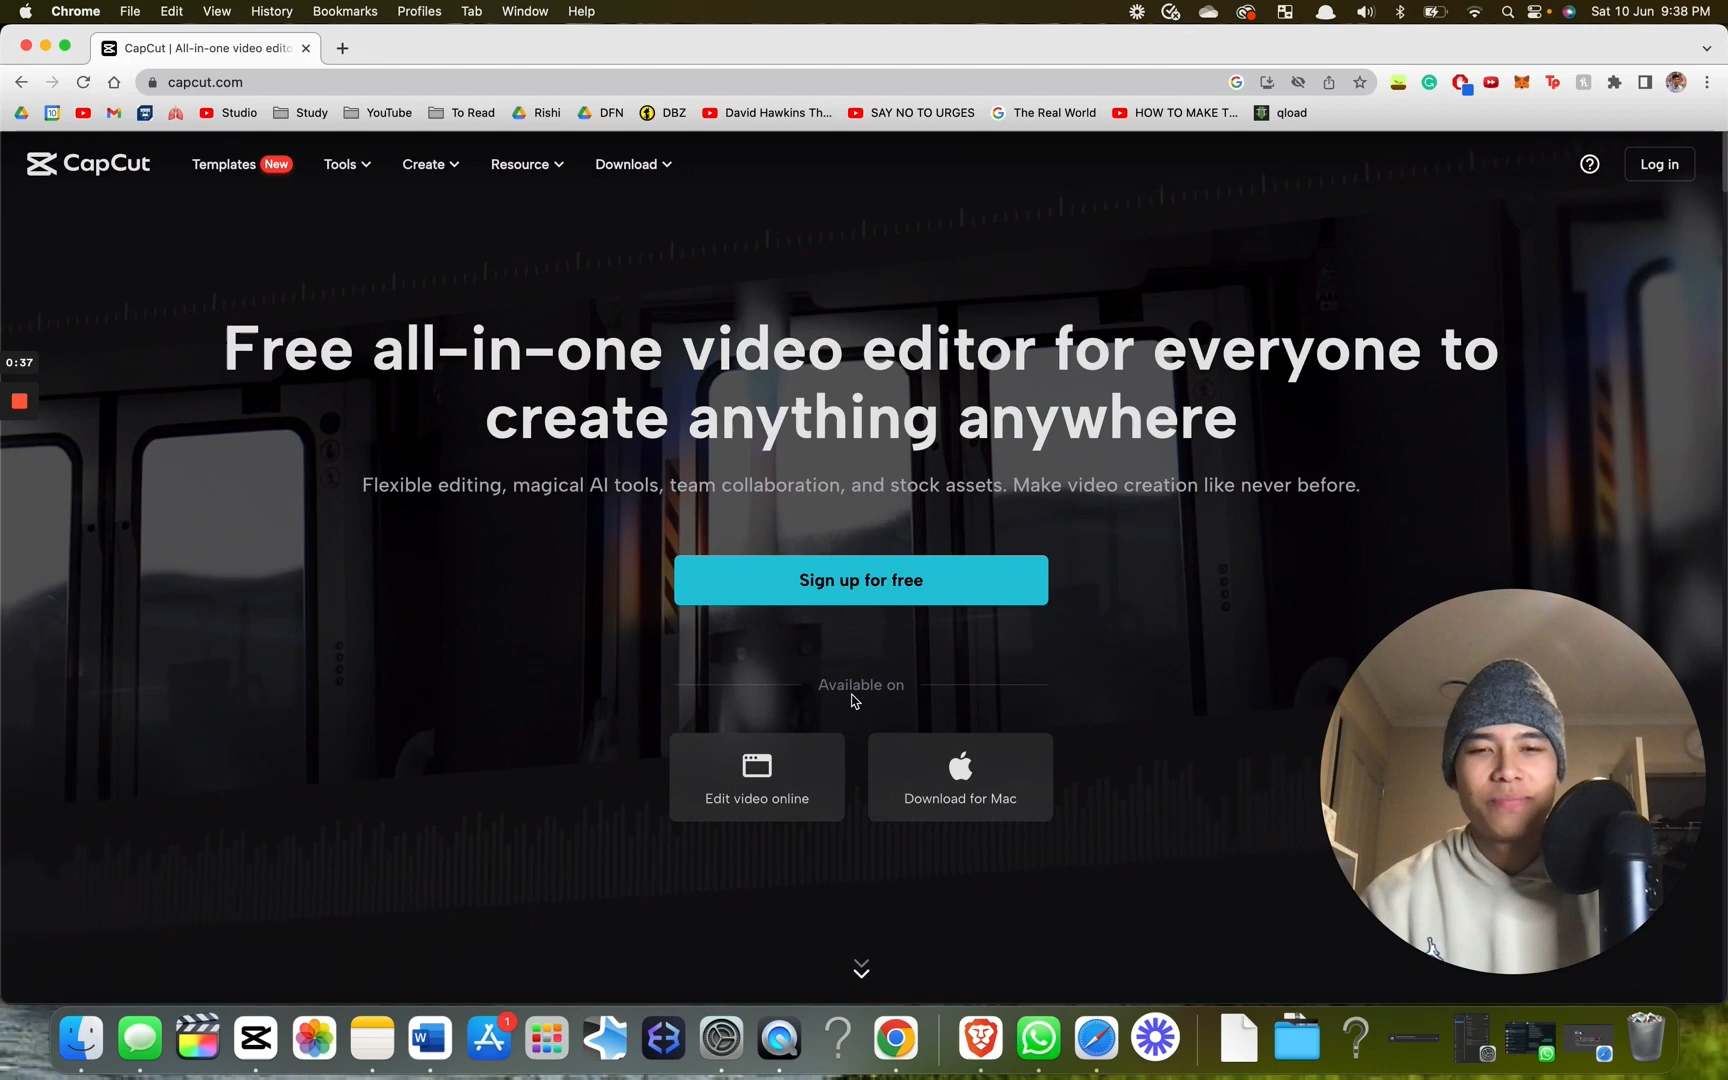 Chrome File Edit View History Bookmarks Profiles Tab Window Help Sat 10 Jun 9:38 PM
CapCut | All-in-one video edito
capcut.com
Studio Study YouTube To Read Rishi DFN DBZ David Hawkins Th... SAY NO TO URGES The Real World HOW TO MAKE T... qload
CapCut Templates New Tools Create Resource Download Log in
Free all-in-one video editor for everyone to
create anything anywhere
0:37
Flexible editing, magical AI tools, team collaboration, and stock assets. Make video creation like never before.
Sign up for free
Available on
Edit video online Download for Mac